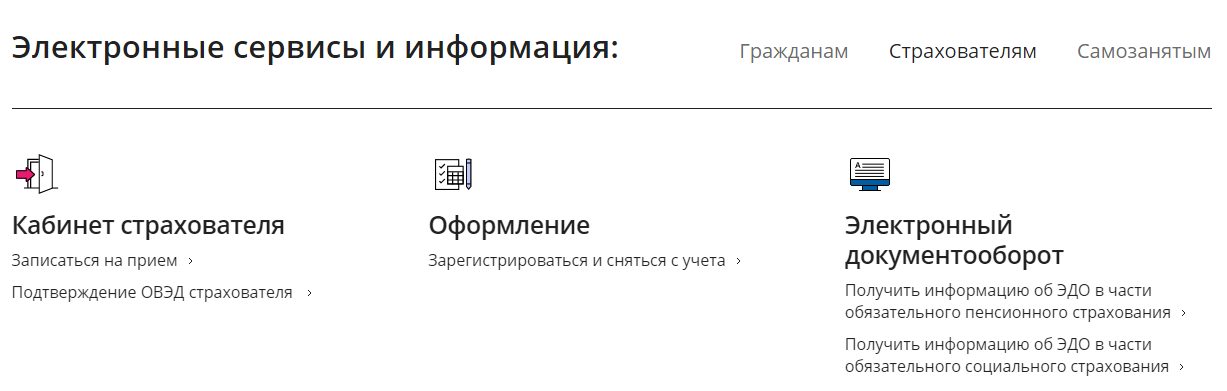 Электронные сервисы и информация:
Гражданам
Страхователям
Самозанятым
Кабинет страхователя
Записаться на прием
Подтверждение ОВЭД страхователя
Оформление
Зарегистрироваться и сняться с учета
Электронный
документооборот
Получить информацию об ЭДО в части
обязательного пенсионного страхования
Получить информацию об ЭДО в части
обязательного социального страхования